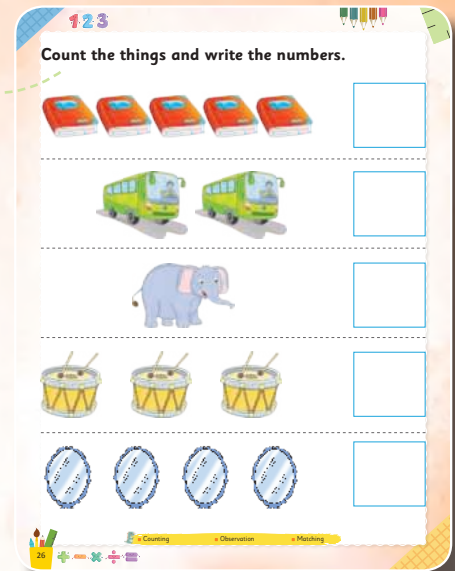 123
Count the things and write the numbers.
Counting Observation Matching
26